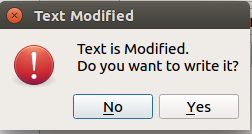 Text Modified
Text is Modified.
Do you want to write it?
No
Yes